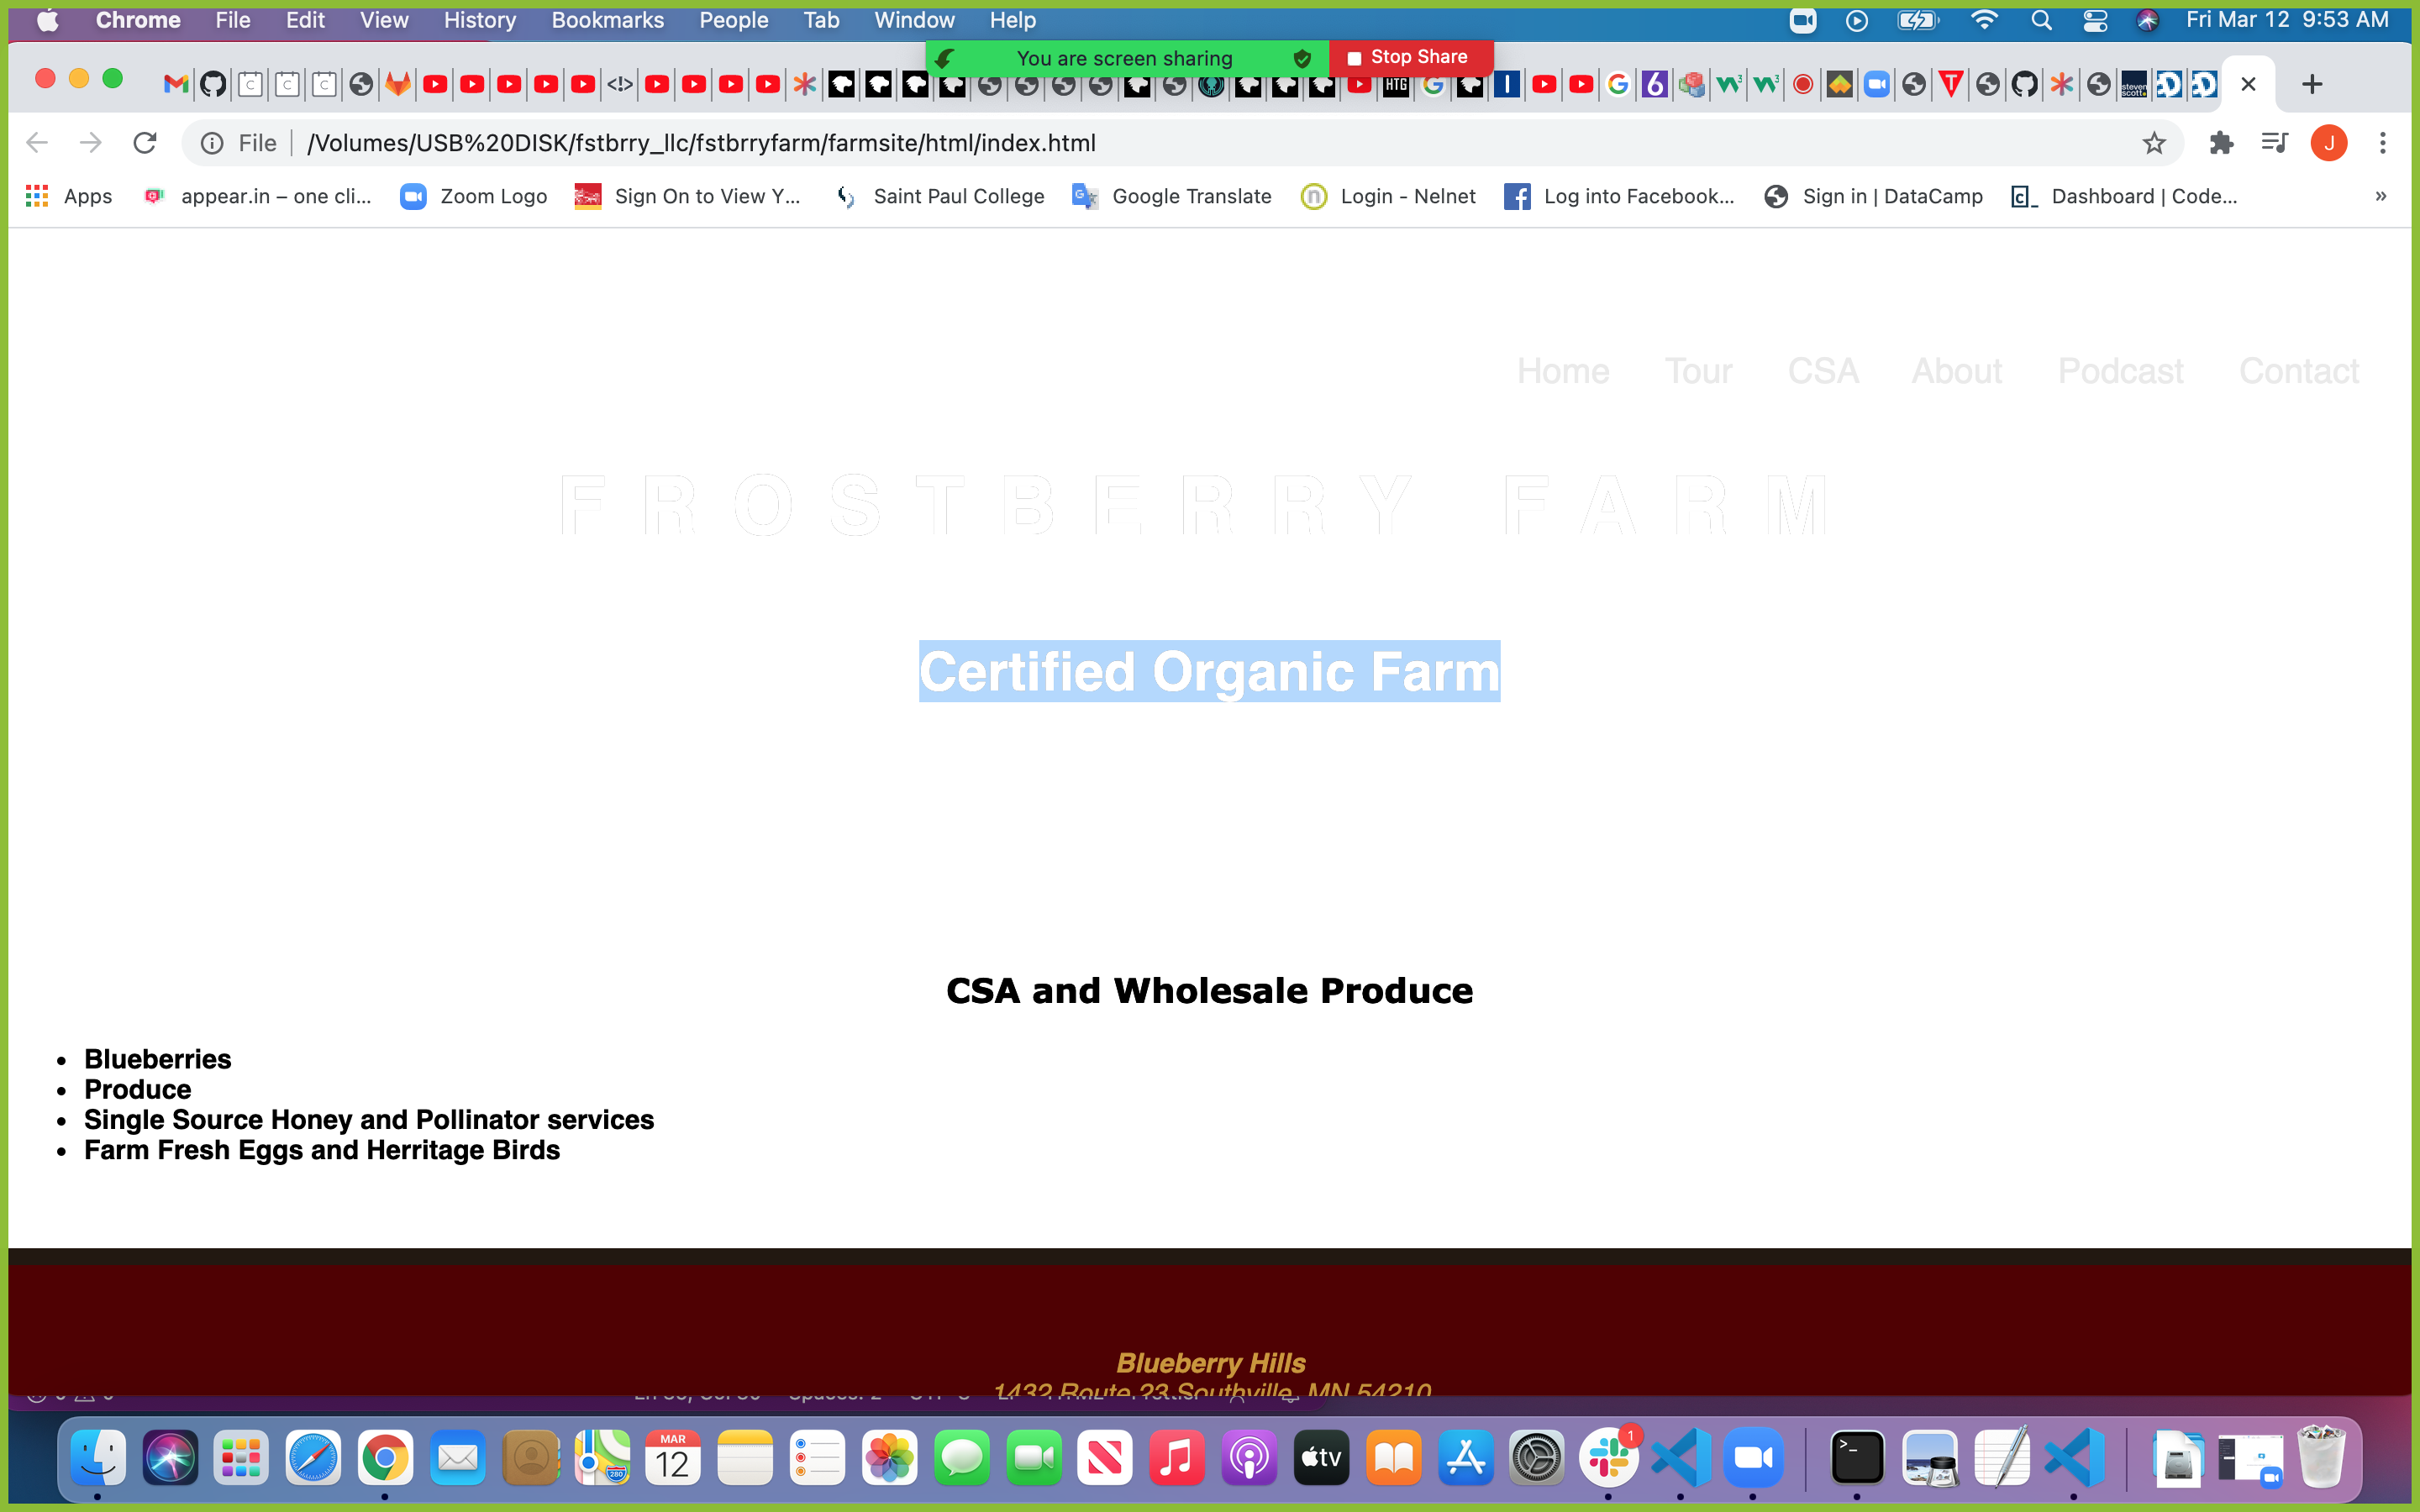 Chrome File Edit View History Bookmarks People Tab Window Help Fri Mar 12 9:53 AM
You are screen sharing Stop Share
File /Volumes/USB%20DISK/fstbrry_llc/fstbrryfarm/farmsite/html/index.html J
Apps appear.in – one cli... Zoom Logo Sign On to View Y... Saint Paul College Google Translate Login - Nelnet Log into Facebook... Sign in | DataCamp Dashboard | Code... »
Home Tour CSA About Podcast Contact
FROSTBERRY FARM
Certified Organic Farm
CSA and Wholesale Produce
• Blueberries
• Produce
• Single Source Honey and Pollinator services
• Farm Fresh Eggs and Herritage Birds
Blueberry Hills
1432 Route 23 Southville, MN 54210
MAR
12
280
tv
1